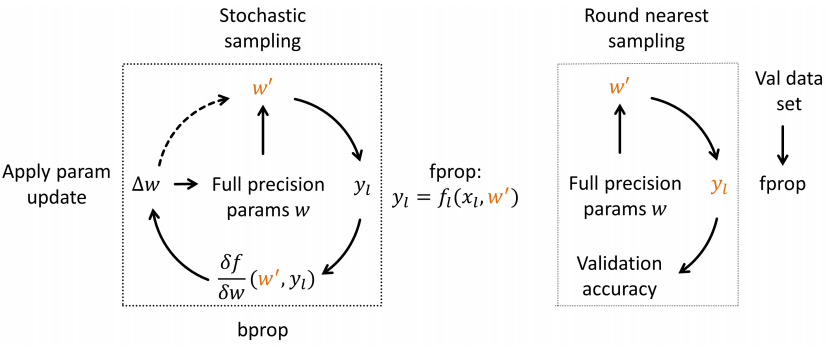 Stochastic
sampling
w′
Apply param
update
Δw
Full precision
params w
y_l
δf/δw (w′, y_l)
bprop
fprop:
y_l = f_l(x_l, w′)
Round nearest
sampling
w′
Full precision
params w
y_l
Validation
accuracy
Val data
set
fprop